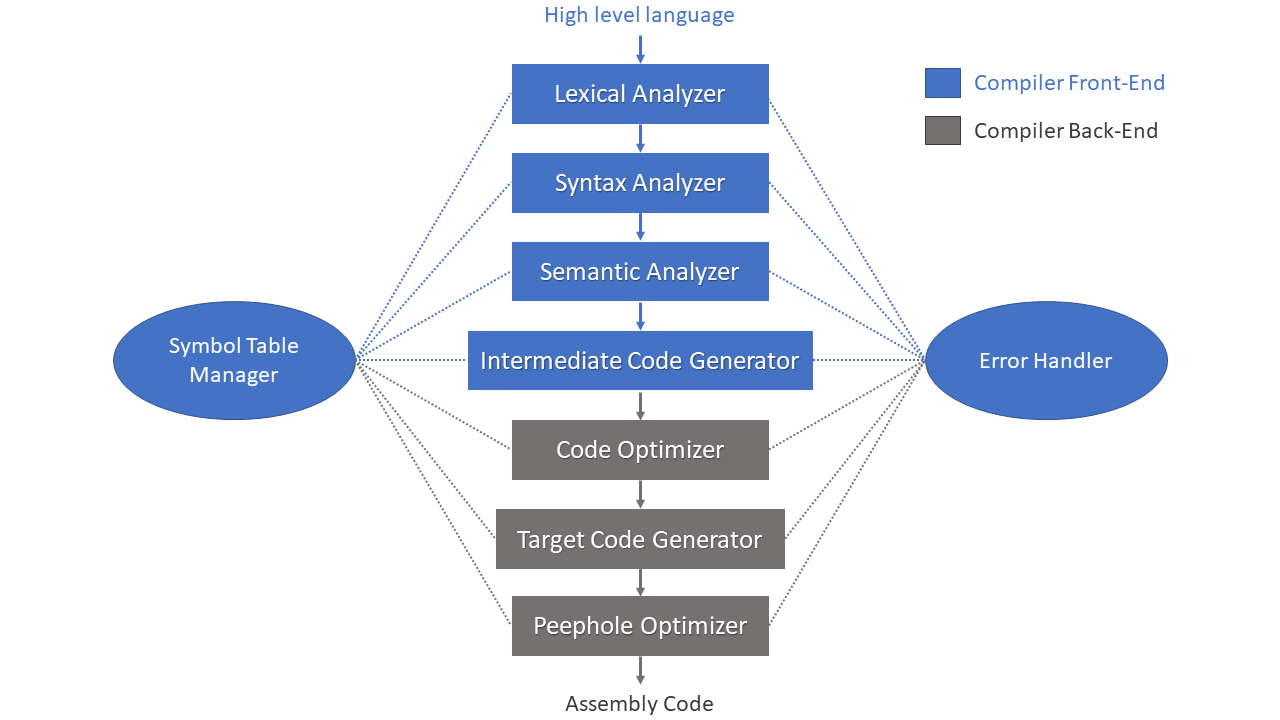 High level language
Lexical Analyzer
Compiler Front-End
Compiler Back-End
Syntax Analyzer
Semantic Analyzer
Symbol Table
Manager
Intermediate Code Generator
Error Handler
Code Optimizer
Target Code Generator
Peephole Optimizer
Assembly Code